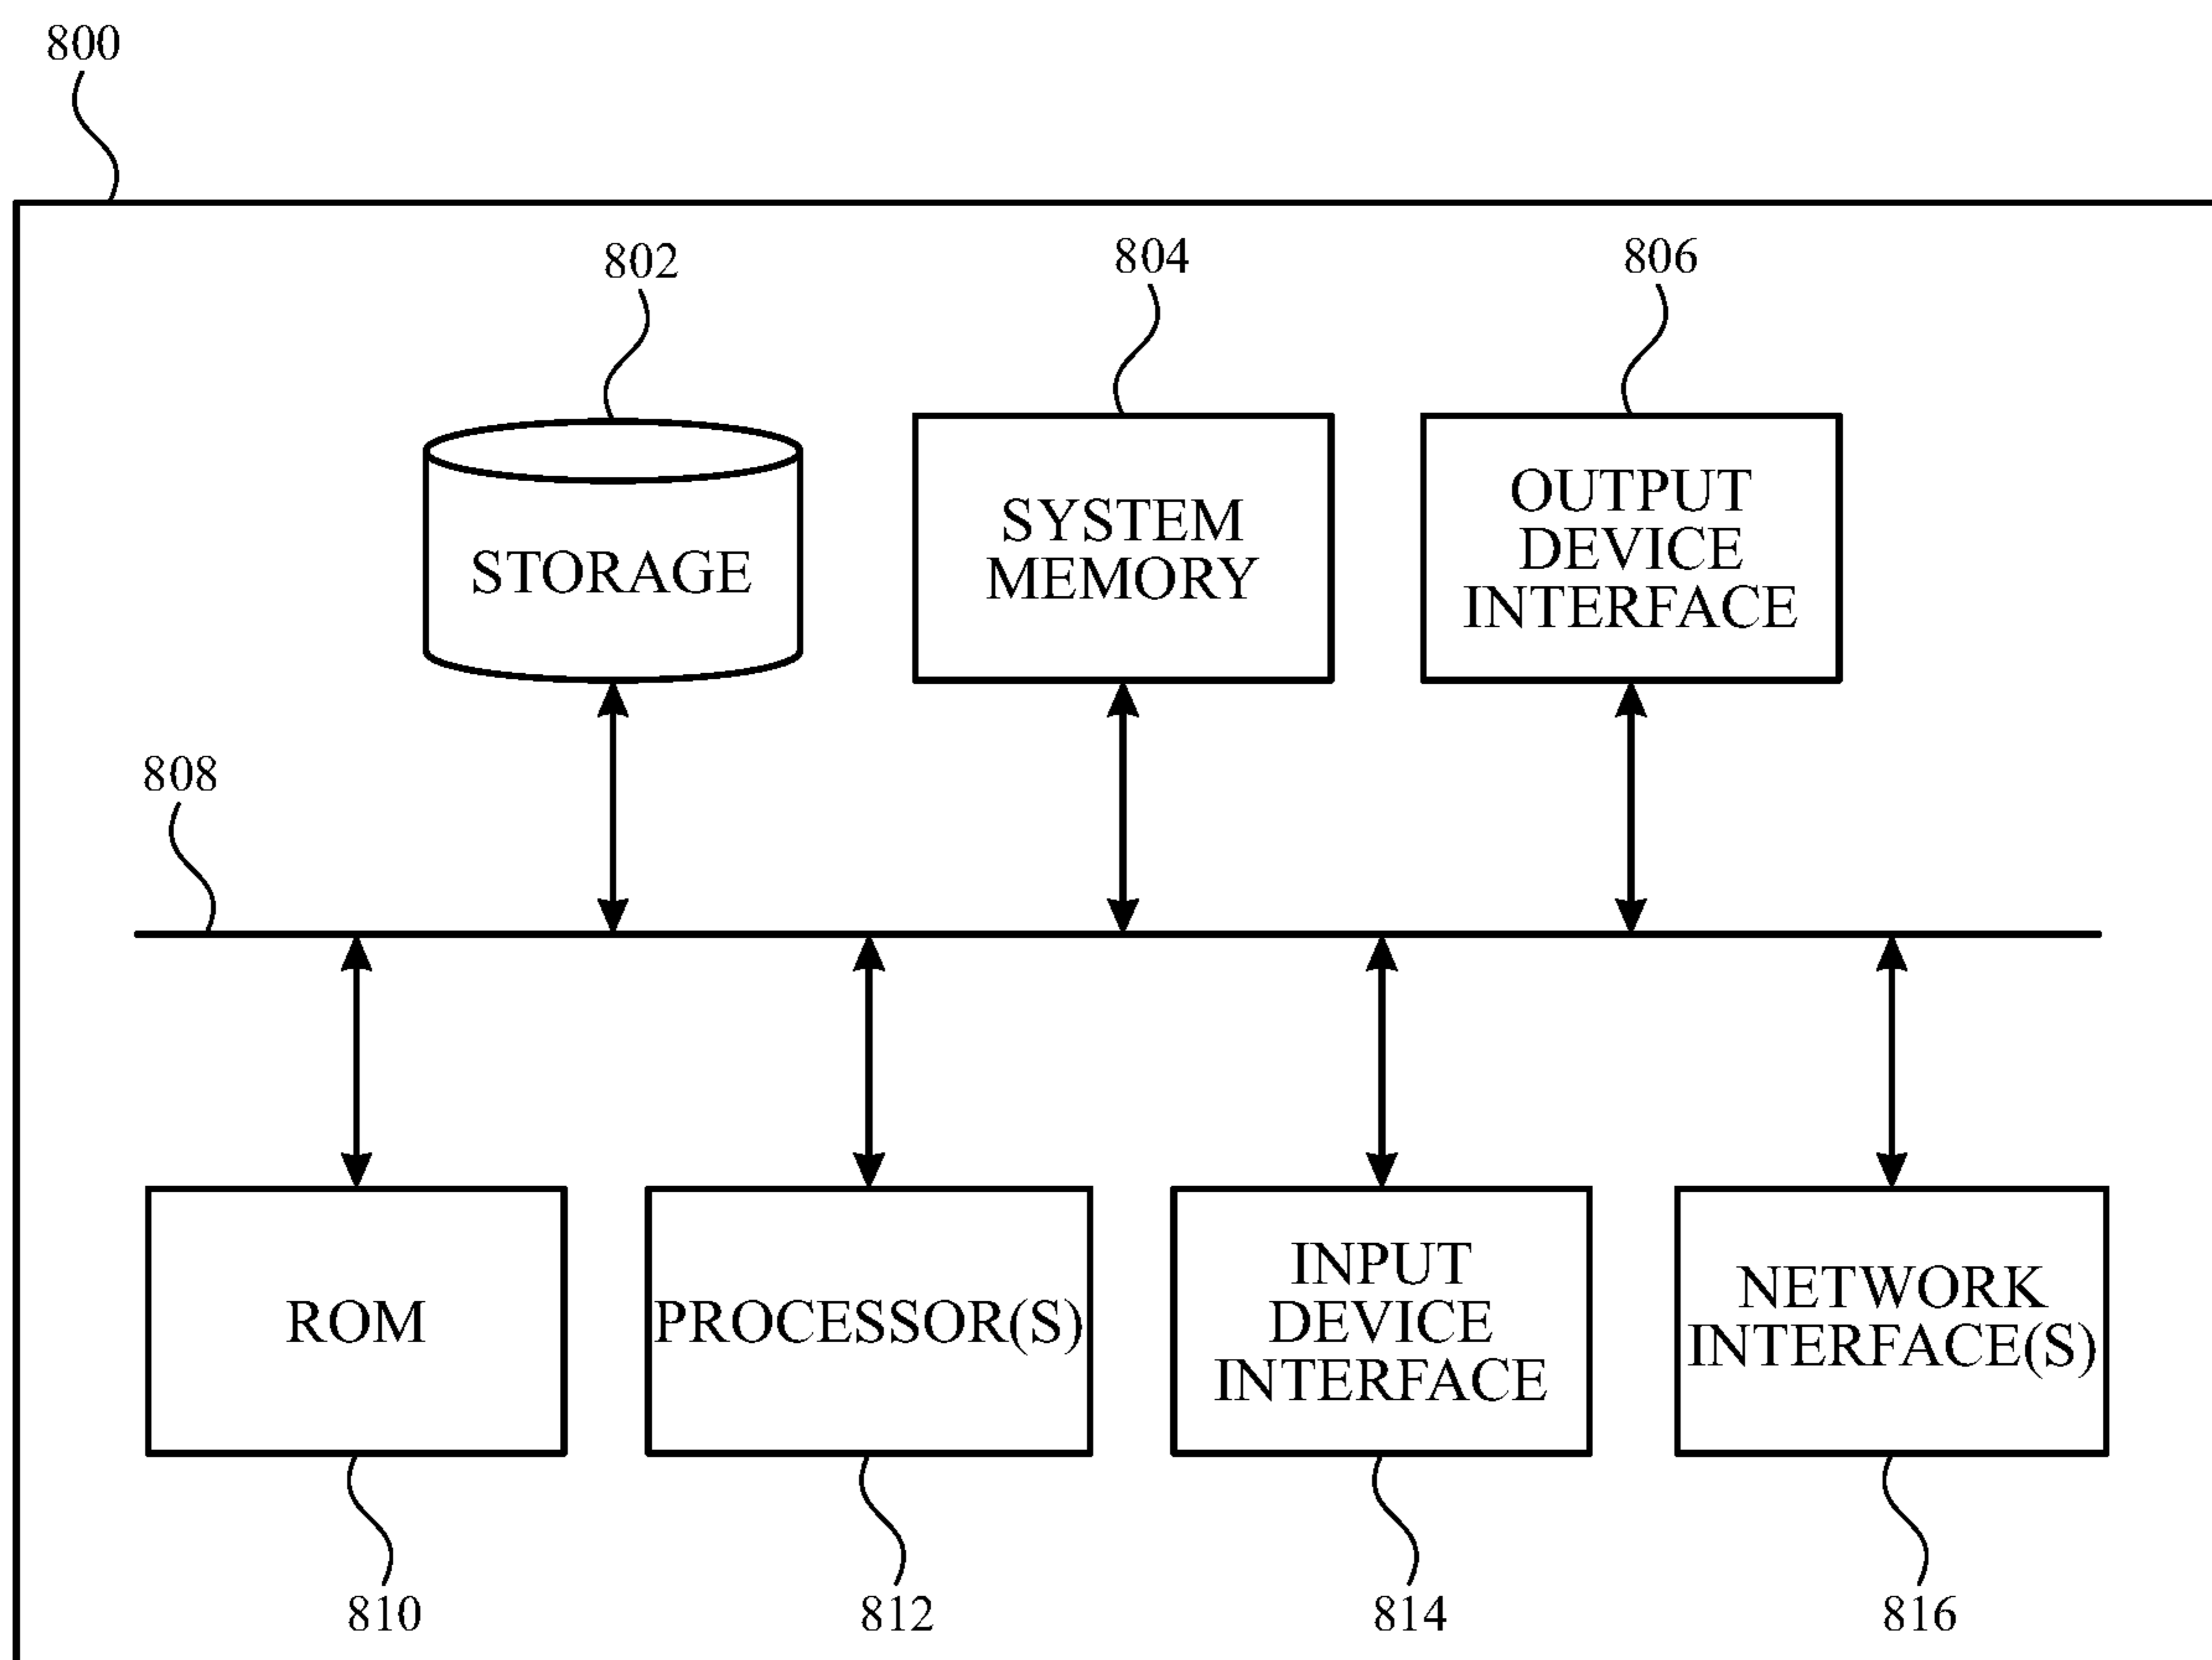 800
802
804
806
STORAGE
SYSTEM
MEMORY
OUTPUT
DEVICE
INTERFACE
808
ROM
PROCESSOR(S)
INPUT
DEVICE
INTERFACE
NETWORK
INTERFACE(S)
810
812
814
816